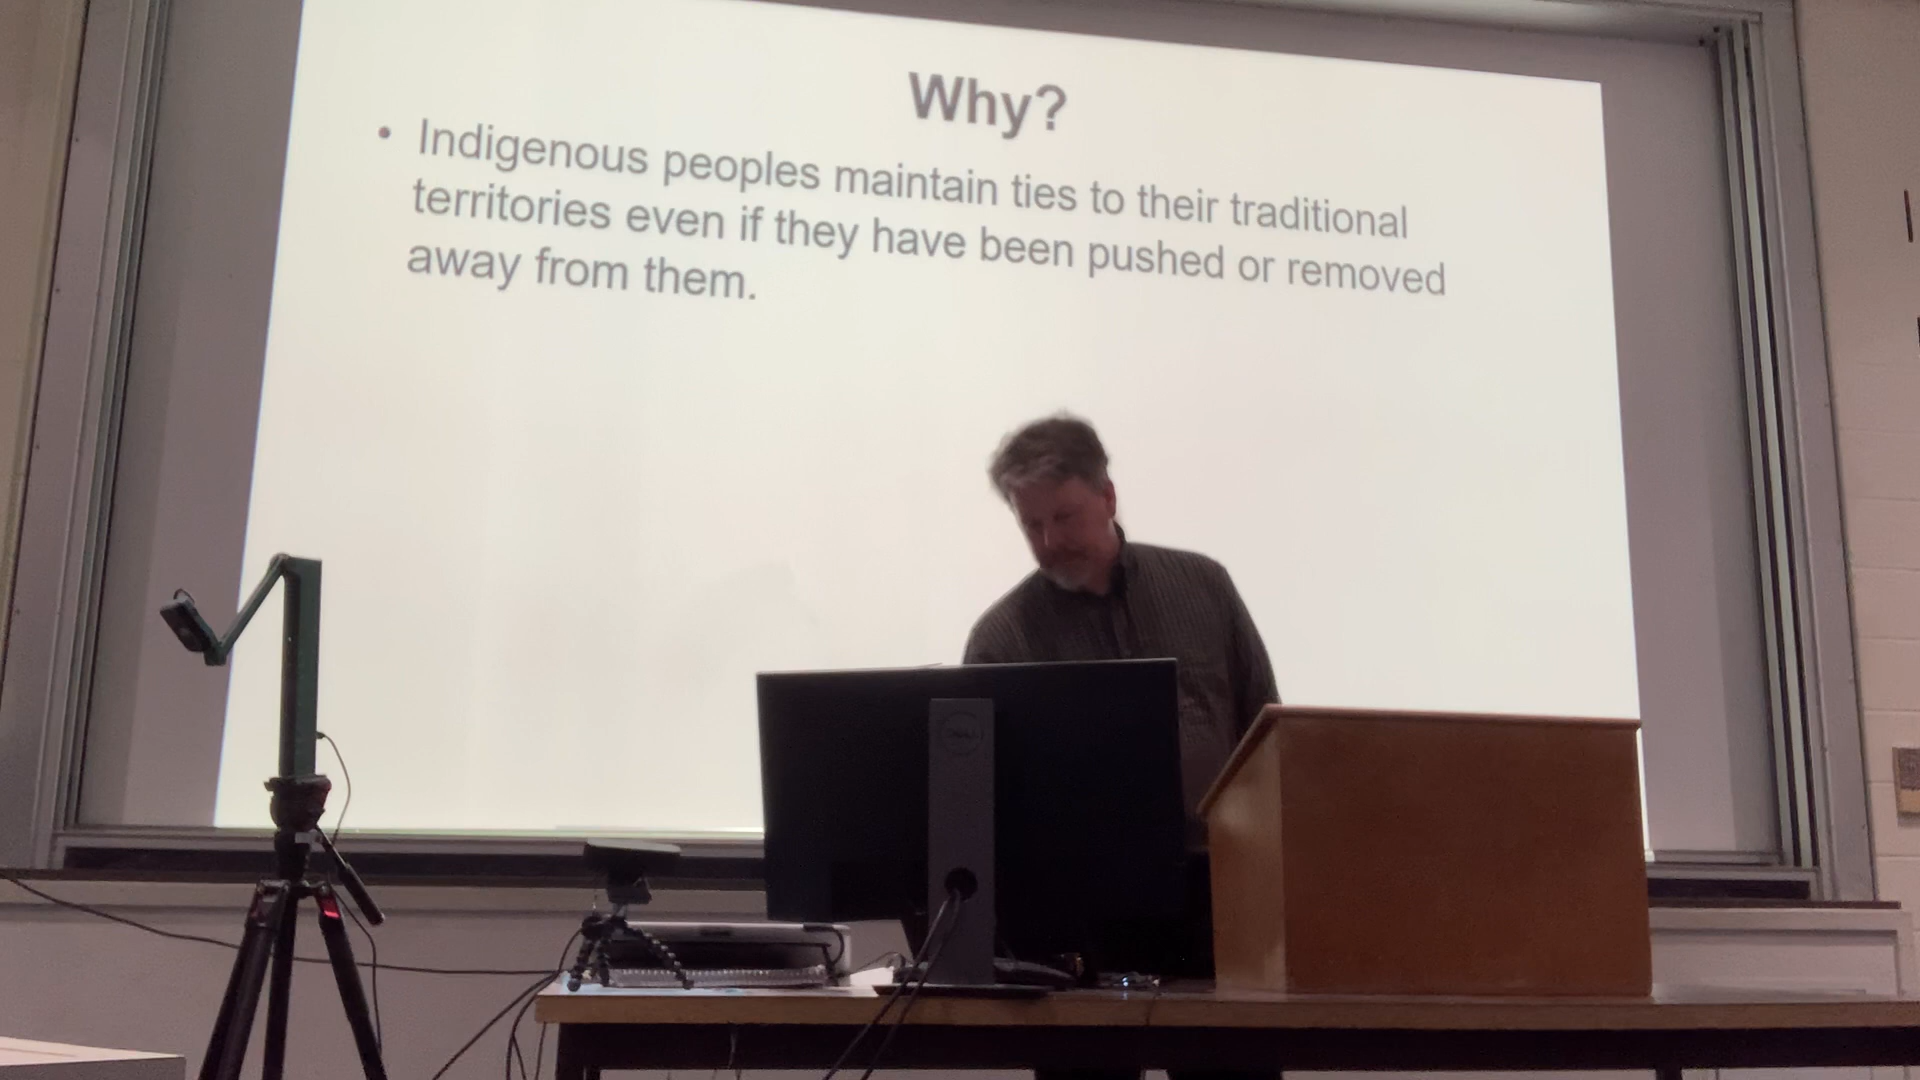 Why?
• Indigenous peoples maintain ties to their traditional
territories even if they have been pushed or removed
away from them.
DELL